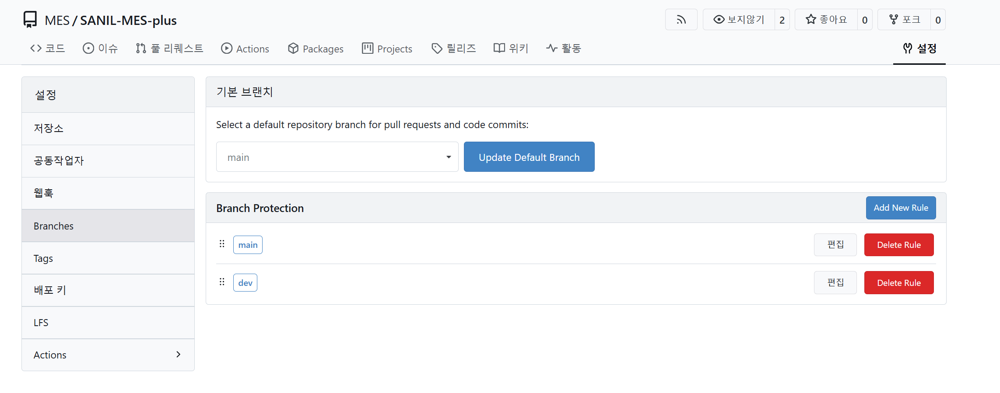 MES / SANIL-MES-plus
보지않기 2
좋아요 0
포크 0
코드
이슈
풀 리퀘스트
Actions
Packages
Projects
릴리즈
위키
활동
설정
설정
저장소
공동작업자
웹훅
Branches
Tags
배포 키
LFS
Actions
기본 브랜치
Select a default repository branch for pull requests and code commits:
main
Update Default Branch
Branch Protection
Add New Rule
main
편집
Delete Rule
dev
편집
Delete Rule